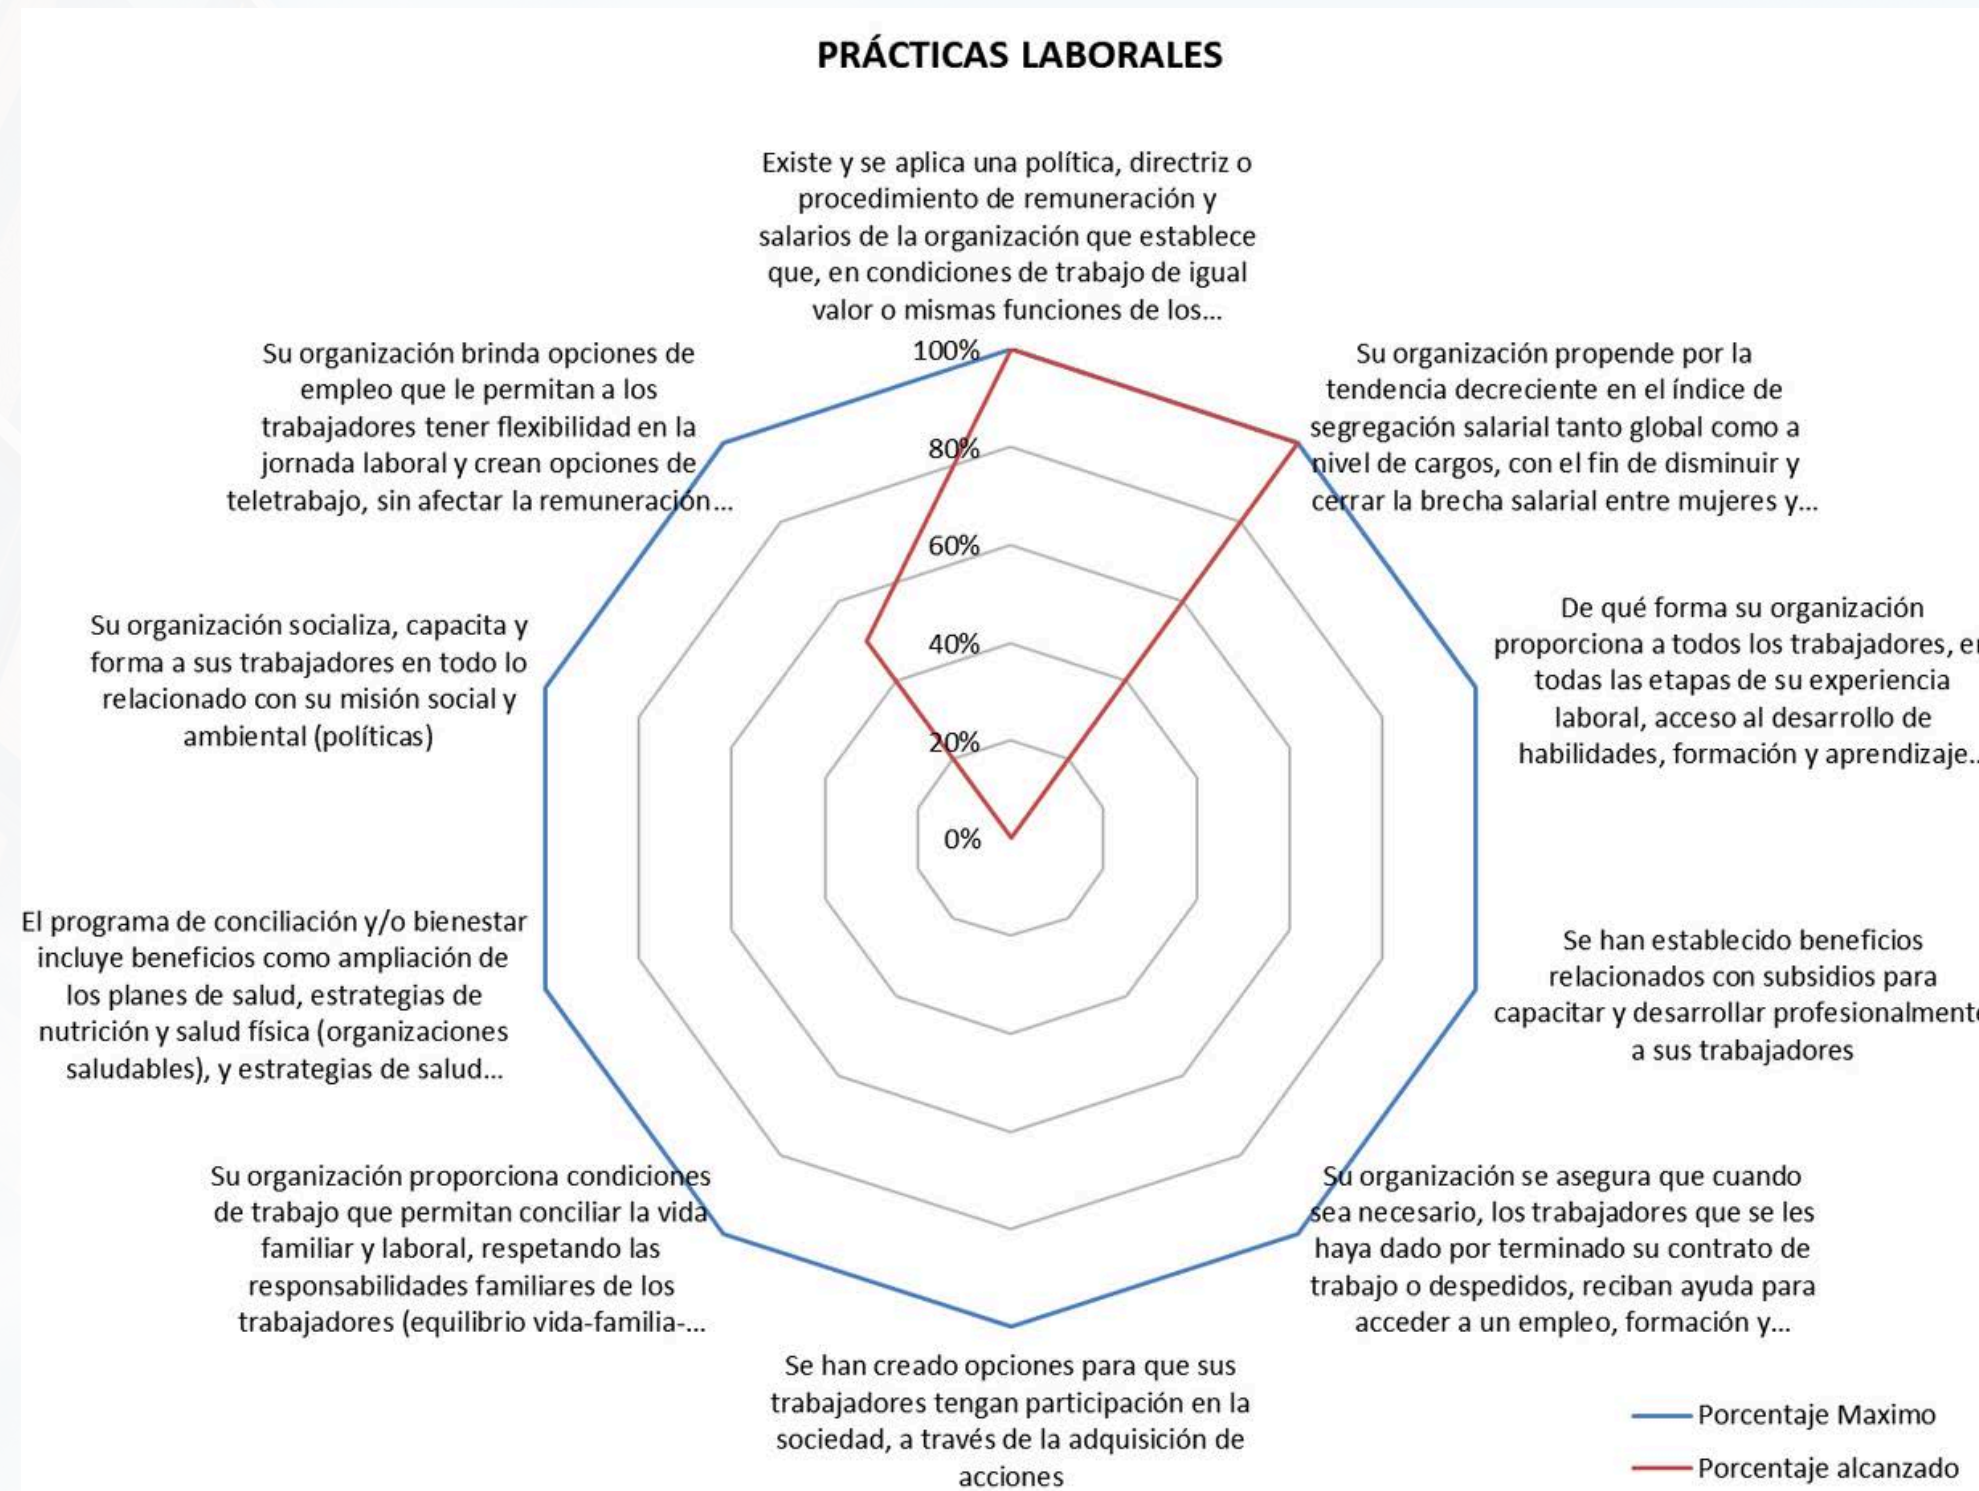 PRÁCTICAS LABORALES
Existe y se aplica una política, directriz o
procedimiento de remuneración y
salarios de la organización que establece
que, en condiciones de trabajo de igual
valor o mismas funciones de los...
Su organización propende por la
tendencia decreciente en el índice de
segregación salarial tanto global como a
nivel de cargos, con el fin de disminuir y
cerrar la brecha salarial entre mujeres y...
De qué forma su organización
proporciona a todos los trabajadores, en
todas las etapas de su experiencia
laboral, acceso al desarrollo de
habilidades, formación y aprendizaje..
Se han establecido beneficios
relacionados con subsidios para
capacitar y desarrollar profesionalmente
a sus trabajadores
Su organización se asegura que cuando
sea necesario, los trabajadores que se les
haya dado por terminado su contrato de
trabajo o despedidos, reciban ayuda para
acceder a un empleo, formación y...
Se han creado opciones para que sus
trabajadores tengan participación en la
sociedad, a través de la adquisición de
acciones
Su organización proporciona condiciones
de trabajo que permitan conciliar la vida
familiar y laboral, respetando las
responsabilidades familiares de los
trabajadores (equilibrio vida-familia-...
El programa de conciliación y/o bienestar
incluye beneficios como ampliación de
los planes de salud, estrategias de
nutrición y salud física (organizaciones
saludables), y estrategias de salud...
Su organización socializa, capacita y
forma a sus trabajadores en todo lo
relacionado con su misión social y
ambiental (políticas)
Su organización brinda opciones de
empleo que le permitan a los
trabajadores tener flexibilidad en la
jornada laboral y crean opciones de
teletrabajo, sin afectar la remuneración...
100%
80%
60%
40%
20%
0%
Porcentaje Maximo
Porcentaje alcanzado